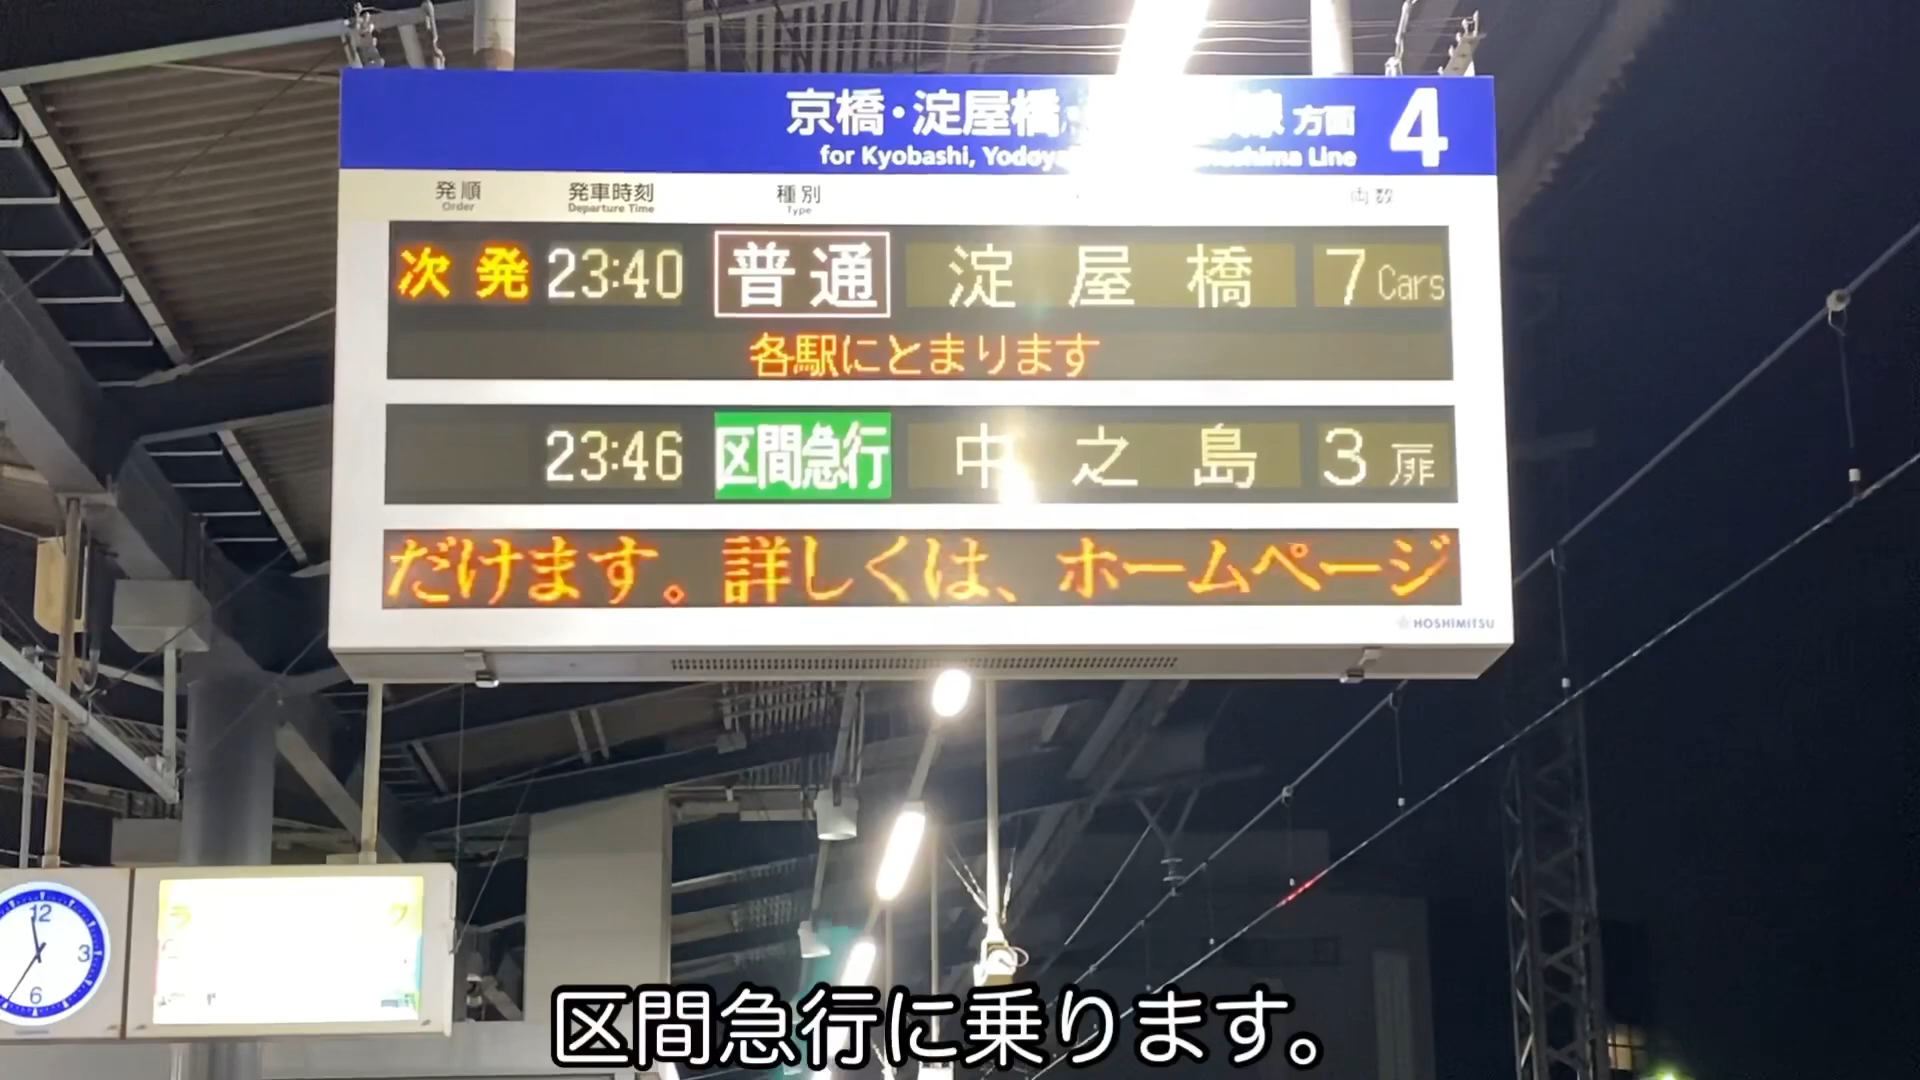 京橋・淀屋橋・ 線 方面 4
for Kyobashi, Yodoya noshima Line
発順 発車時刻 種別 両数
Order Departure Time Type
次発 23:40 普通 淀屋橋 7 Cars
各駅にとまります
23:46 区間急行 中之島 3扉
だけます。詳しくは、ホームページ
HOSHIMITSU
12
3
6
区間急行に乗ります。